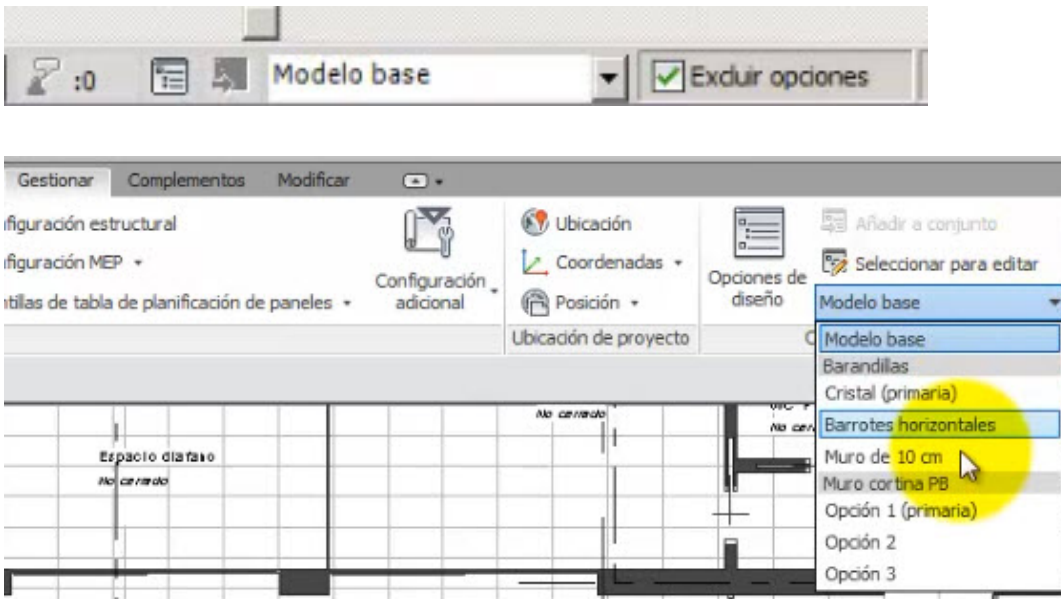 :0 Modelo base Excluir opciones
Gestionar Complementos Modificar
figuración estructural
figuración MEP
ntillas de tabla de planificación de paneles
Configuración adicional
Ubicación
Coordenadas
Posición
Ubicación de proyecto
Opciones de diseño
Añadir a conjunto
Seleccionar para editar
Modelo base
Modelo base
Barandillas
Cristal (primaria)
Barrotes horizontales
Muro de 10 cm
Muro cortina PB
Opción 1 (primaria)
Opción 2
Opción 3
Espacio diafano
No cerrado
No cerrado